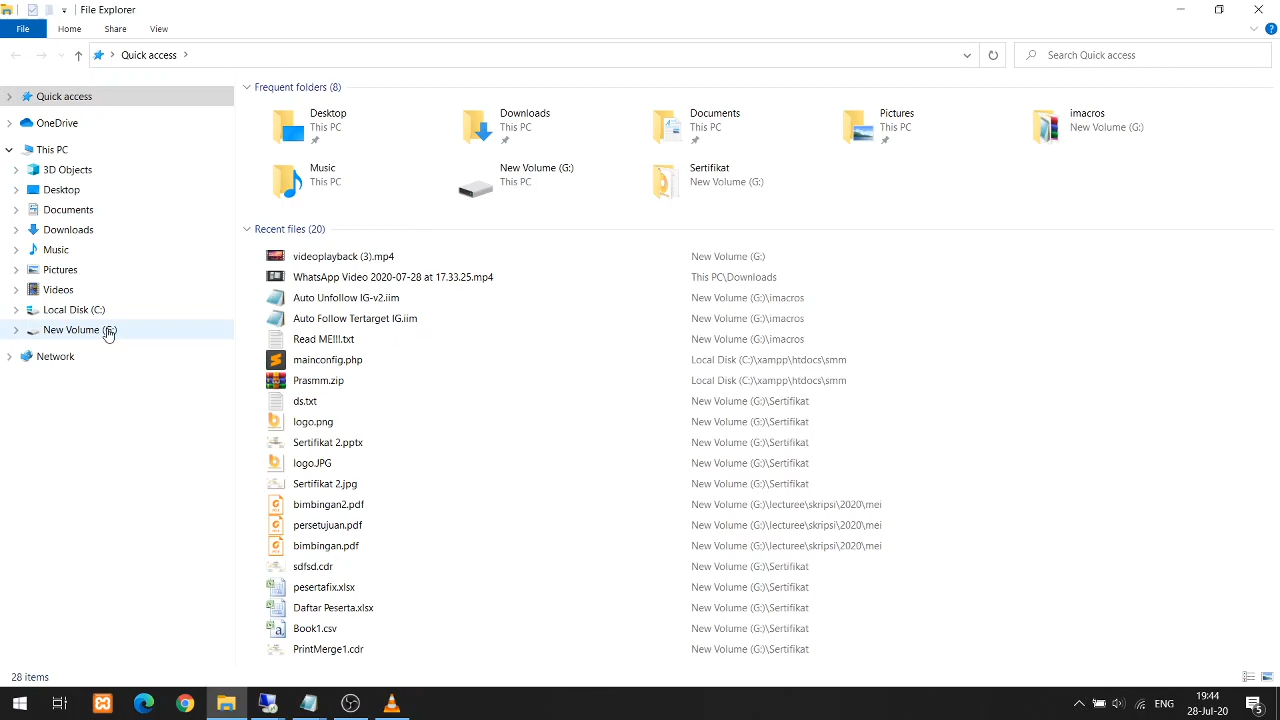 File Explorer
File Home Share View
Quick access
Search Quick access
Quick access
OneDrive
This PC
3D Objects
Desktop
Documents
Downloads
Music
Pictures
Videos
Local Disk (C:)
New Volume
Network
Frequent folders (8)
Desktop
This PC
Downloads
This PC
Documents
This PC
Pictures
This PC
imacros
New Volume (G:)
Music
This PC
New Volume (G:)
This PC
Sertifikat
New Volume (G:)
Recent files (20)
videoplayback (3).mp4 New Volume (G:)
WhatsApp Video 2020-07-28 at 17.33.25.mp4 This PC\Downloads
Auto Unfollow IG-v2.iim New Volume (G:)\imacros
Auto Follow Tertarget IG.iim New Volume (G:)\imacros
Read ME!!!.txt New Volume (G:)\imacros
mainconfig.php Local Disk (C:)\xampp\htdocs\smm
Prasmm.zip Local Disk (C:)\xampp\htdocs\smm
ds.txt New Volume (G:)\Sertifikat
logo.png New Volume (G:)\Sertifikat
Sertifikat 2.pptx New Volume (G:)\Sertifikat
logo.JPG New Volume (G:)\Sertifikat
Sertifikat 2.jpg New Volume (G:)\Sertifikat
bimbingan2.pdf New Volume (G:)\lecturee\skripsi\2020\mei
persetujuan.pdf New Volume (G:)\lecturee\skripsi\2020\mei
bimbingan.pdf New Volume (G:)\lecturee\skripsi\2020\mei
sdfsd.cdr New Volume (G:)\Sertifikat
pesertafix.xlsx New Volume (G:)\Sertifikat
Daftar Peserta.xlsx New Volume (G:)\Sertifikat
Book1.csv New Volume (G:)\Sertifikat
PrintMerge1.cdr New Volume (G:)\Sertifikat
28 items
ENG
19:44
28-Jul-20
5